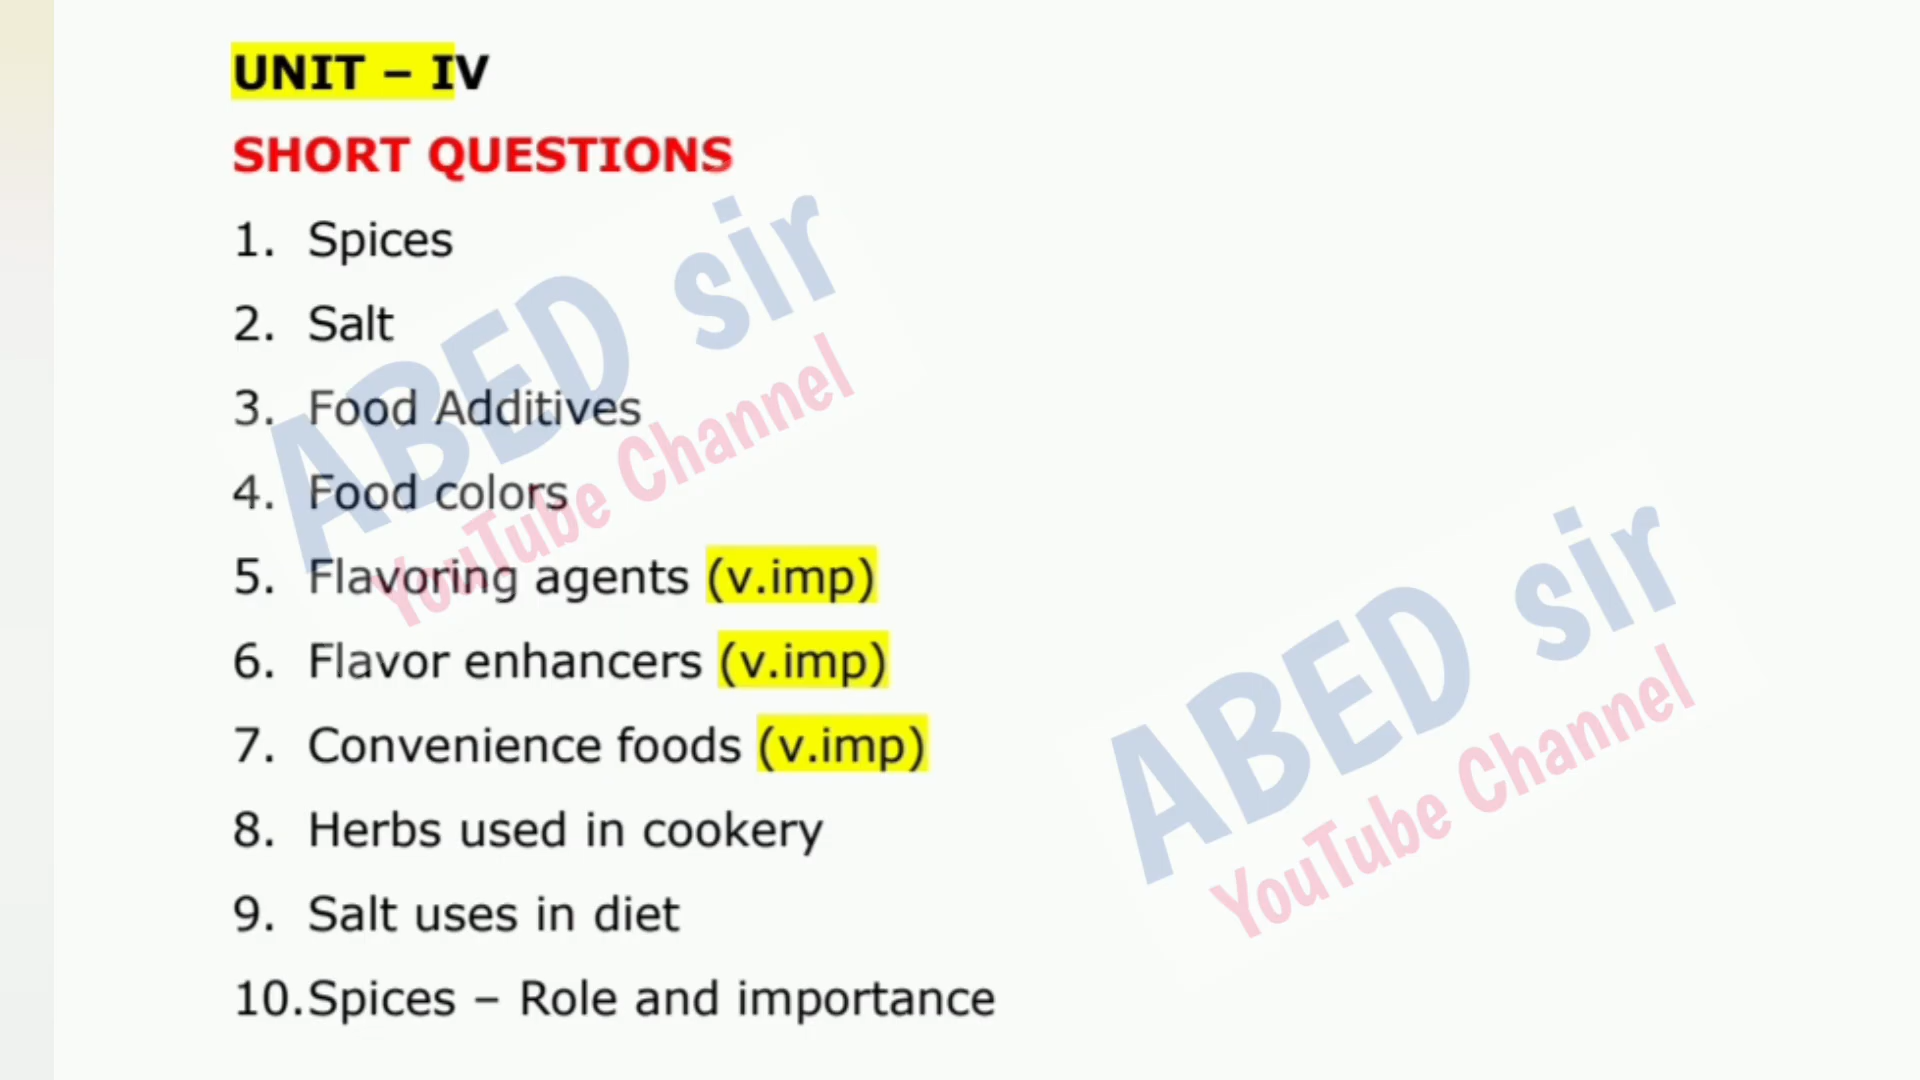 UNIT – IV
SHORT QUESTIONS
1. Spices
2. Salt
3. Food Additives
4. Food colors
5. Flavoring agents (v.imp)
6. Flavor enhancers (v.imp)
7. Convenience foods (v.imp)
8. Herbs used in cookery
9. Salt uses in diet
10.Spices – Role and importance
ABED sir
YouTube Channel
ABED sir
YouTube Channel